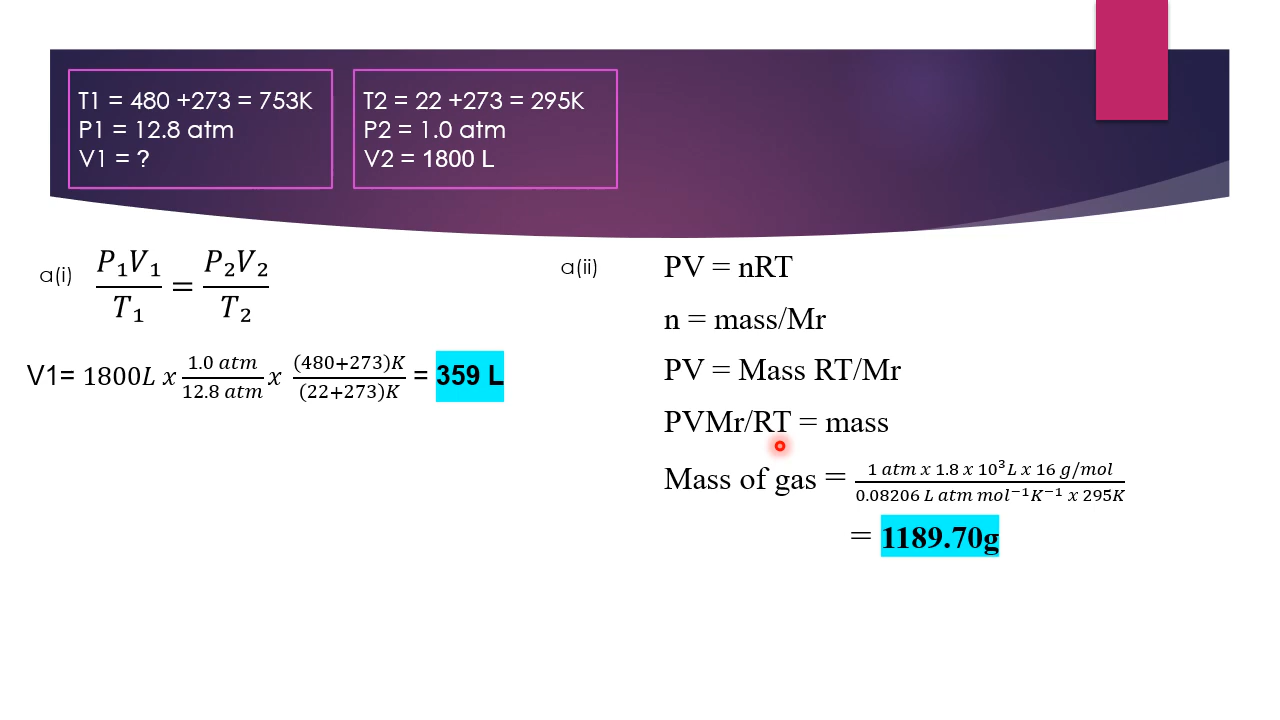 T1 = 480 +273 = 753K
P1 = 12.8 atm
V1 = ?
T2 = 22 +273 = 295K
P2 = 1.0 atm
V2 = 1800 L
a(i) P₁V₁/T₁ = P₂V₂/T₂
V1= 1800L x 1.0 atm/12.8 atm x (480+273)K/(22+273)K = 359 L
a(ii) PV = nRT
n = mass/Mr
PV = Mass RT/Mr
PVMr/RT = mass
Mass of gas = 1 atm x 1.8 x 10³L x 16 g/mol / 0.08206 L atm mol⁻¹K⁻¹ x 295K
= 1189.70g